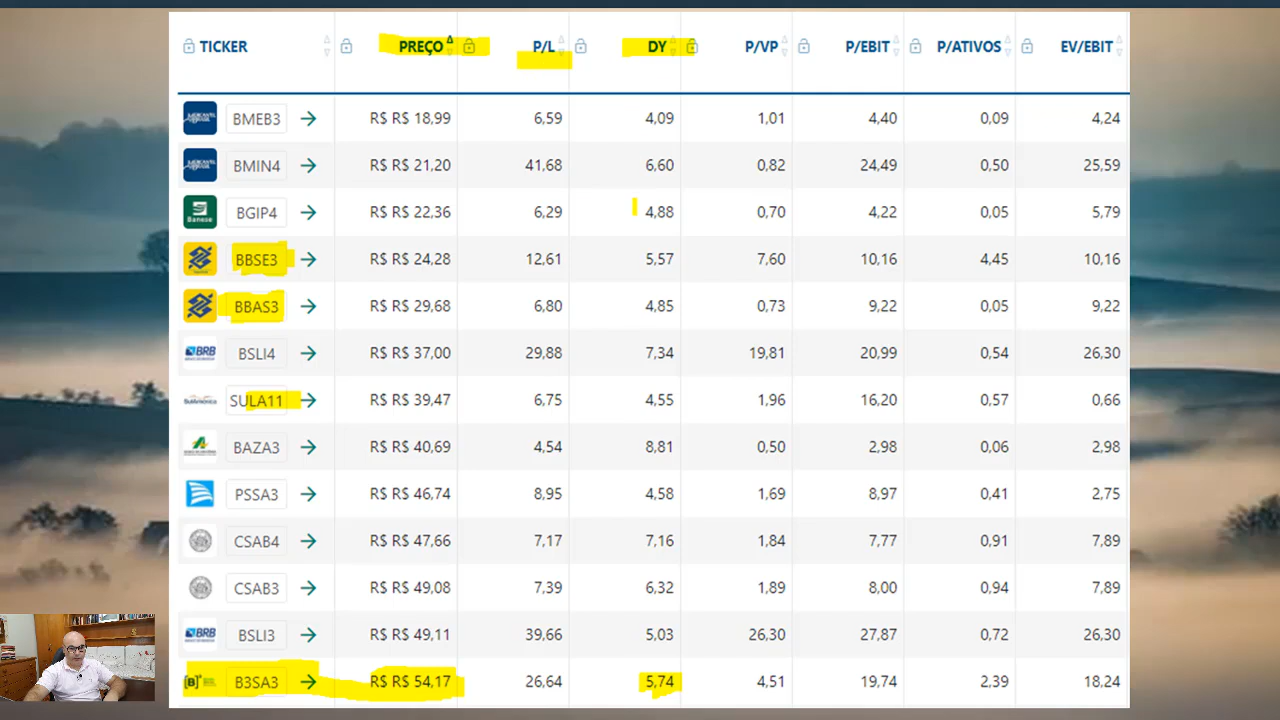 TICKER PREÇO P/L DY P/VP P/EBIT P/ATIVOS EV/EBIT
BMEB3 R$ R$ 18,99 6,59 4,09 1,01 4,40 0,09 4,24
BMIN4 R$ R$ 21,20 41,68 6,60 0,82 24,49 0,50 25,59
Banese BGIP4 R$ R$ 22,36 6,29 4,88 0,70 4,22 0,05 5,79
BBSE3 R$ R$ 24,28 12,61 5,57 7,60 10,16 4,45 10,16
BBAS3 R$ R$ 29,68 6,80 4,85 0,73 9,22 0,05 9,22
BRB BSLI4 R$ R$ 37,00 29,88 7,34 19,81 20,99 0,54 26,30
SulAmérica SULA11 R$ R$ 39,47 6,75 4,55 1,96 16,20 0,57 0,66
BAZA3 R$ R$ 40,69 4,54 8,81 0,50 2,98 0,06 2,98
PSSA3 R$ R$ 46,74 8,95 4,58 1,69 8,97 0,41 2,75
CSAB4 R$ R$ 47,66 7,17 7,16 1,84 7,77 0,91 7,89
CSAB3 R$ R$ 49,08 7,39 6,32 1,89 8,00 0,94 7,89
BRB BSLI3 R$ R$ 49,11 39,66 5,03 26,30 27,87 0,72 26,30
[B]³ B3SA3 R$ R$ 54,17 26,64 5,74 4,51 19,74 2,39 18,24